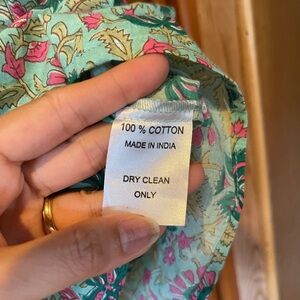 100 % COTTON
MADE IN INDIA
DRY CLEAN
ONLY